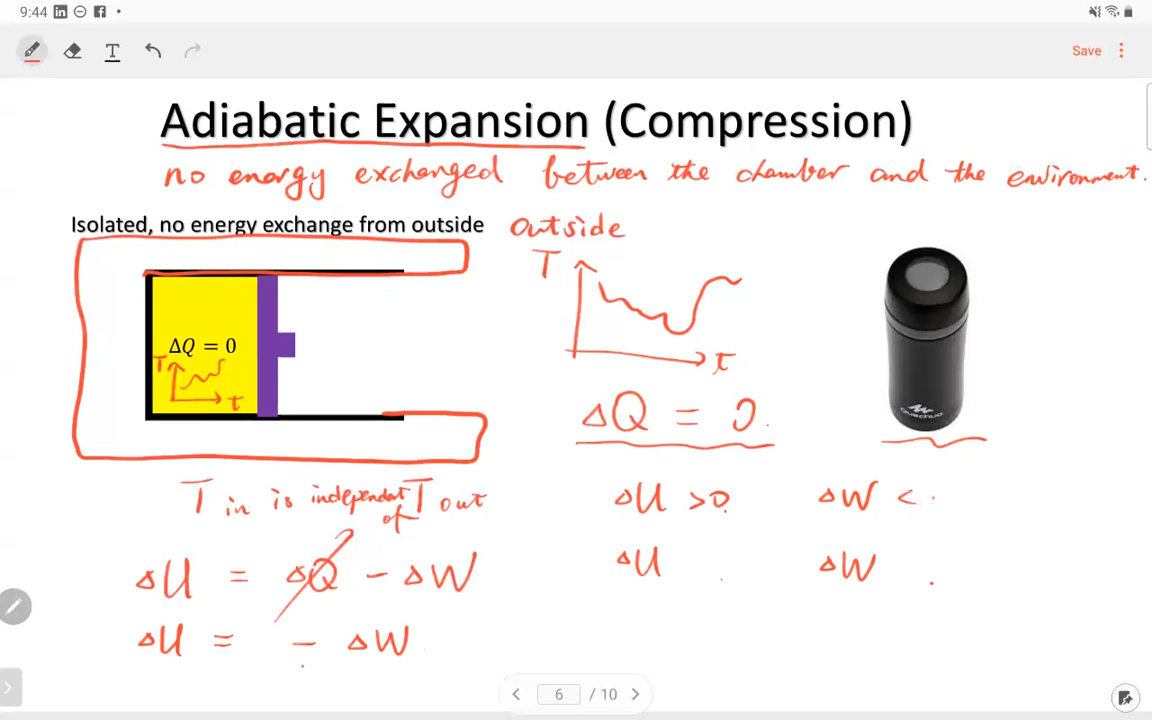 9:44
Save
Adiabatic Expansion (Compression)
no energy exchanged between the chamber and the environment.
Isolated, no energy exchange from outside outside
T
ΔQ = 0
T
t
t
ΔQ = 0.
Quechua
T in is independat of T out
ΔU > 0 ΔW <
ΔU = ΔQ - ΔW
ΔU ΔW
ΔU = - ΔW
6 / 10